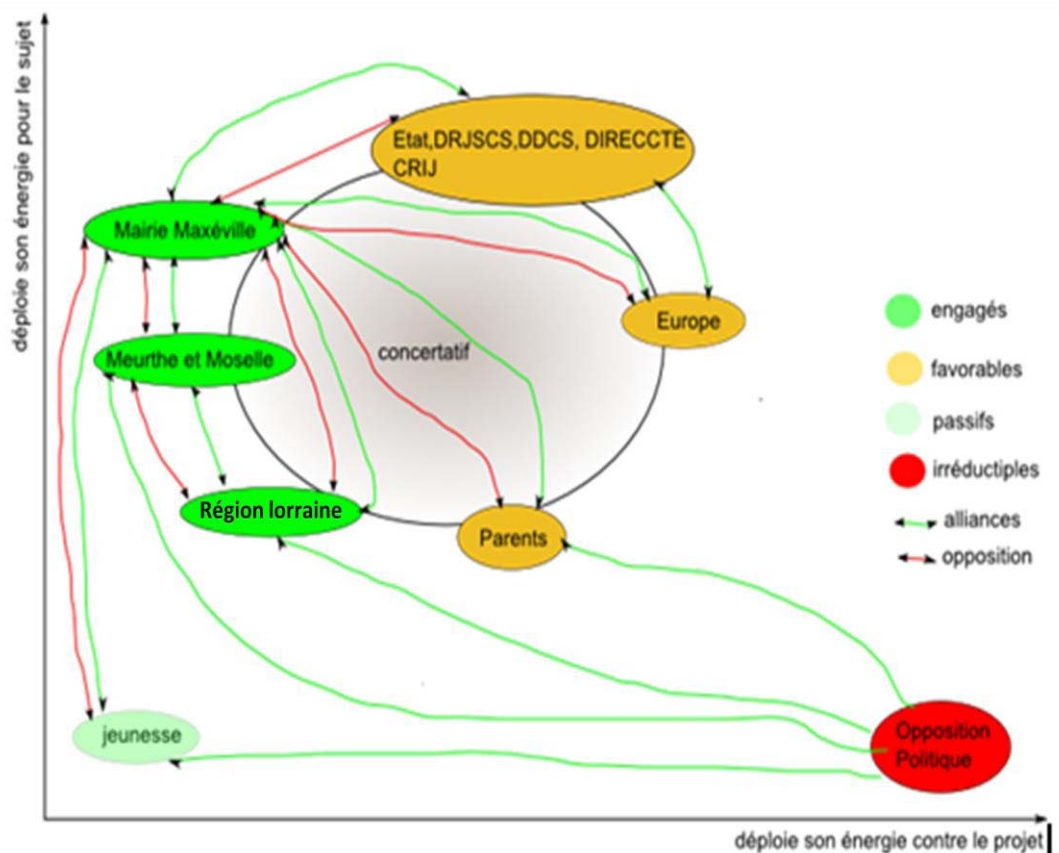 déploie son énergie pour le sujet
Etat,DRJSCS,DDCS, DIRECCTE
CRIJ
Mairie Maxéville
Europe
engagés
Meurthe et Moselle
concertatif
favorables
passifs
irréductiples
Région lorraine
Parents
alliances
opposition
jeunesse
Opposition
Politique
déploie son énergie contre le projet